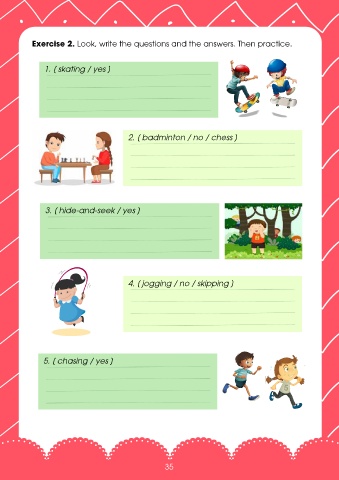 Exercise 2. Look, write the questions and the answers. Then practice.
1. ( skating / yes )
2. ( badminton / no / chess )
3. ( hide-and-seek / yes )
4. ( jogging / no / skipping )
5. ( chasing / yes )
35